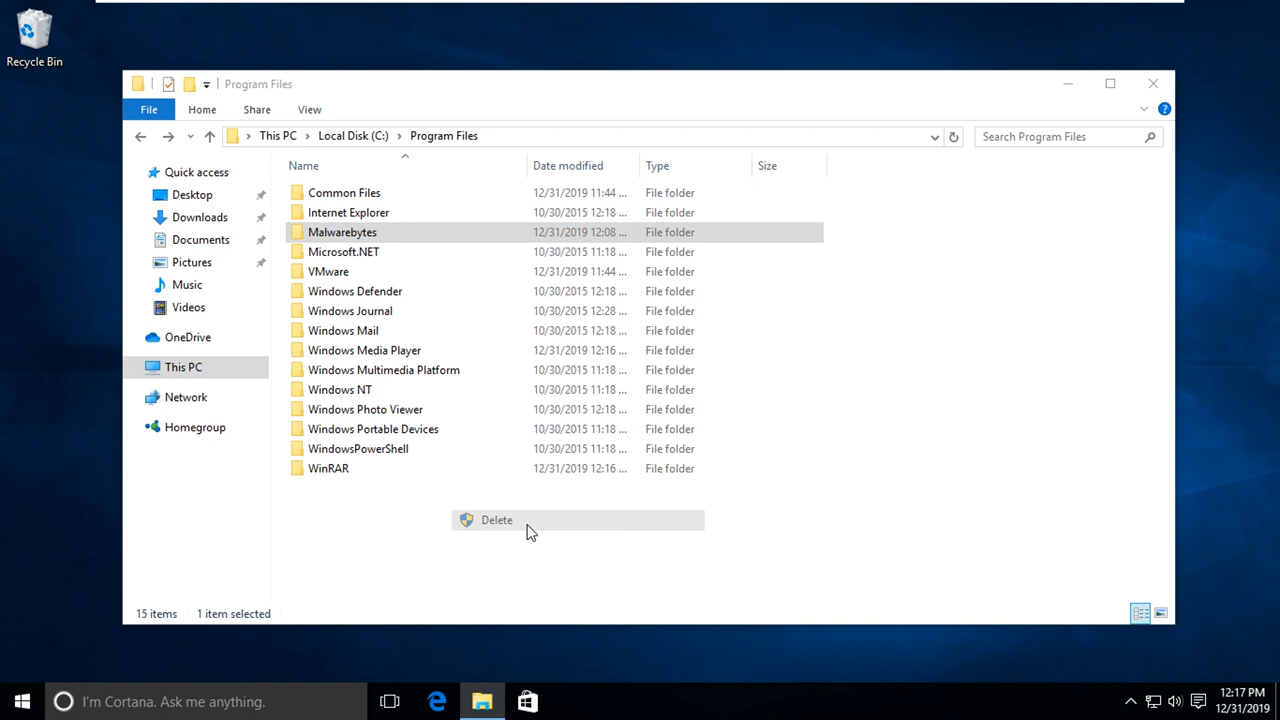 Recycle Bin
Program Files
File Home Share View
This PC Local Disk (C:) Program Files Search Program Files
Name Date modified Type Size
Quick access
Desktop
Downloads
Documents
Pictures
Music
Videos
OneDrive
This PC
Network
Homegroup
Common Files 12/31/2019 11:44 ... File folder
Internet Explorer 10/30/2015 12:18 ... File folder
Malwarebytes 12/31/2019 12:08 ... File folder
Microsoft.NET 10/30/2015 11:18 ... File folder
VMware 12/31/2019 11:44 ... File folder
Windows Defender 10/30/2015 12:18 ... File folder
Windows Journal 10/30/2015 12:28 ... File folder
Windows Mail 10/30/2015 12:18 ... File folder
Windows Media Player 12/31/2019 12:16 ... File folder
Windows Multimedia Platform 10/30/2015 11:18 ... File folder
Windows NT 10/30/2015 11:18 ... File folder
Windows Photo Viewer 10/30/2015 12:18 ... File folder
Windows Portable Devices 10/30/2015 11:18 ... File folder
WindowsPowerShell 10/30/2015 11:18 ... File folder
WinRAR 12/31/2019 12:16 ... File folder
Delete
15 items 1 item selected
I'm Cortana. Ask me anything.
12:17 PM
12/31/2019